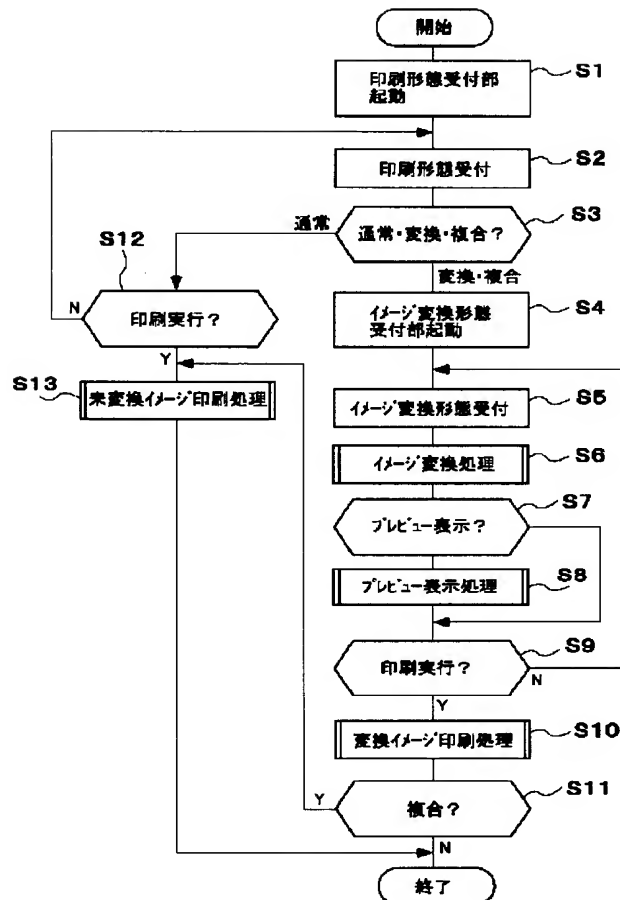 開始
印刷形態受付部
起動
S1
印刷形態受付
S2
通常・変換・複合？
S3
通常
変換・複合
S12
印刷実行？
N
Y
S13
未変換イメージ印刷処理
イメージ変換形態
受付部起動
S4
イメージ変換形態受付
S5
イメージ変換処理
S6
プレビュー表示？
S7
プレビュー表示処理
S8
印刷実行？
S9
N
Y
変換イメージ印刷処理
S10
複合？
S11
Y
N
終了